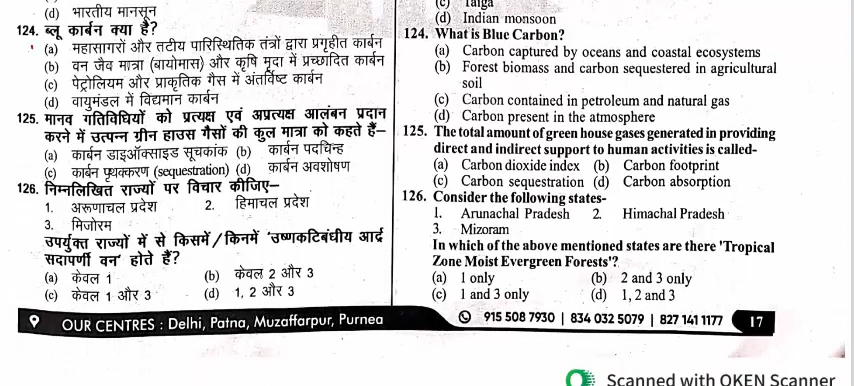 (d) भारतीय मानसून
124. ब्लू कार्बन क्या है?
(a) महासागरों और तटीय पारिस्थितिक तंत्रों द्वारा प्रगृहीत कार्बन
(b) वन जैव मात्रा (बायोमास) और कृषि मृदा में प्रच्छादित कार्बन
(c) पेट्रोलियम और प्राकृतिक गैस में अंतर्विष्ट कार्बन
(d) वायुमंडल में विद्यमान कार्बन
125. मानव गतिविधियों को प्रत्यक्ष एवं अप्रत्यक्ष आलंबन प्रदान
करने में उत्पन्न ग्रीन हाउस गैसों की कुल मात्रा को कहते हैं–
(a) कार्बन डाइऑक्साइड सूचकांक (b) कार्बन पदचिन्ह
(c) कार्बन पृथक्करण (sequestration) (d) कार्बन अवशोषण
126. निम्नलिखित राज्यों पर विचार कीजिए–
1. अरूणाचल प्रदेश 2. हिमाचल प्रदेश
3. मिजोरम
उपर्युक्त राज्यों में से किसमें/किनमें 'उष्णकटिबंधीय आर्द्र
सदापर्णी वन' होते हैं?
(a) केवल 1 (b) केवल 2 और 3
(c) केवल 1 और 3 (d) 1, 2 और 3
(c) Taiga
(d) Indian monsoon
124. What is Blue Carbon?
(a) Carbon captured by oceans and coastal ecosystems
(b) Forest biomass and carbon sequestered in agricultural
soil
(c) Carbon contained in petroleum and natural gas
(d) Carbon present in the atmosphere
125. The total amount of green house gases generated in providing
direct and indirect support to human activities is called-
(a) Carbon dioxide index (b) Carbon footprint
(c) Carbon sequestration (d) Carbon absorption
126. Consider the following states-
1. Arunachal Pradesh 2. Himachal Pradesh
3. Mizoram
In which of the above mentioned states are there 'Tropical
Zone Moist Evergreen Forests'?
(a) 1 only (b) 2 and 3 only
(c) 1 and 3 only (d) 1, 2 and 3
OUR CENTRES : Delhi, Patna, Muzaffarpur, Purnea
915 508 7930 | 834 032 5079 | 827 141 1177 17
Scanned with OKEN Scanner